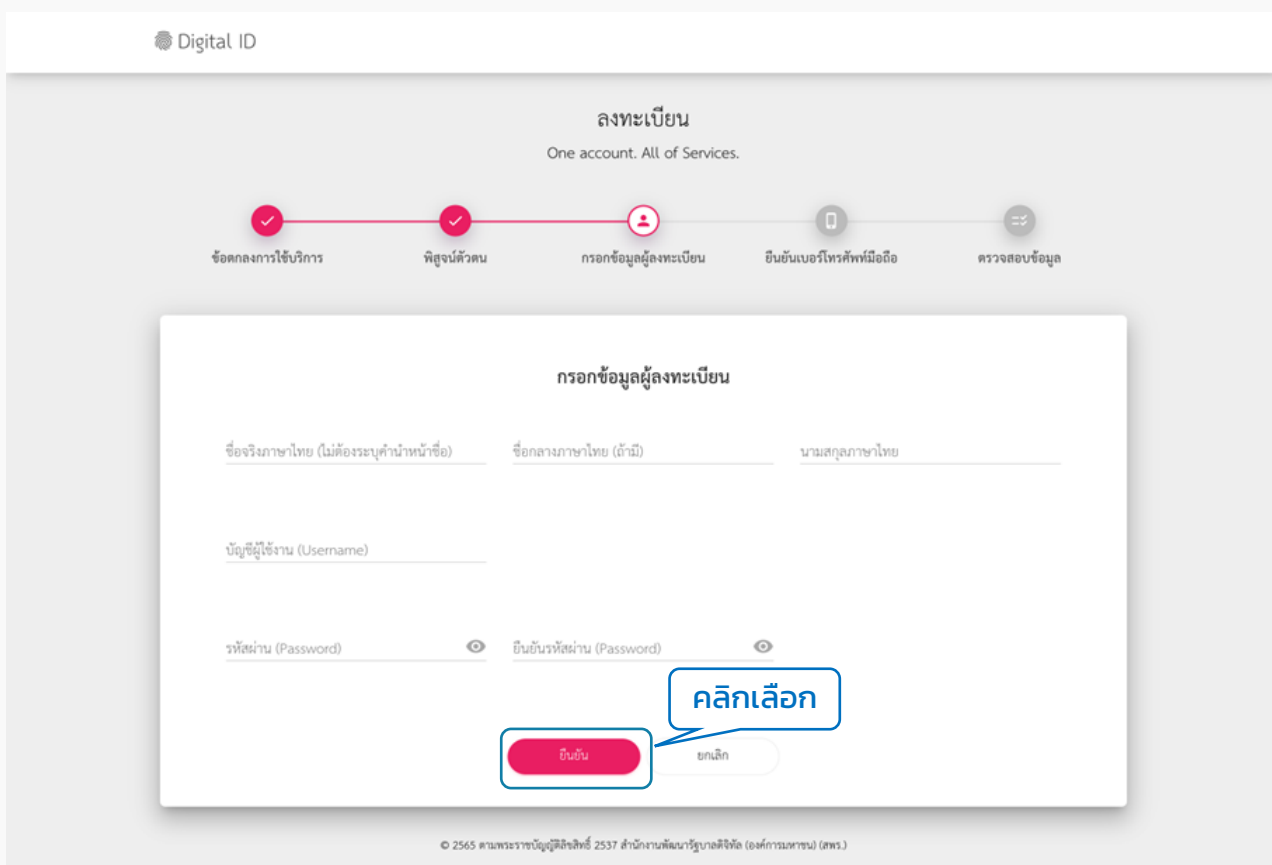 Digital ID
ลงทะเบียน
One account. All of Services.
ข้อตกลงการใช้บริการ
พิสูจน์ตัวตน
กรอกข้อมูลผู้ลงทะเบียน
ยืนยันเบอร์โทรศัพท์มือถือ
ตรวจสอบข้อมูล
กรอกข้อมูลผู้ลงทะเบียน
ชื่อจริงภาษาไทย (ไม่ต้องระบุคำนำหน้าชื่อ)
ชื่อกลางภาษาไทย (ถ้ามี)
นามสกุลภาษาไทย
บัญชีผู้ใช้งาน (Username)
รหัสผ่าน (Password)
ยืนยันรหัสผ่าน (Password)
คลิกเลือก
ยืนยัน
ยกเลิก
© 2565 ตามพระราชบัญญัติลิขสิทธิ์ 2537 สำนักงานพัฒนารัฐบาลดิจิทัล (องค์การมหาชน) (สพร.)